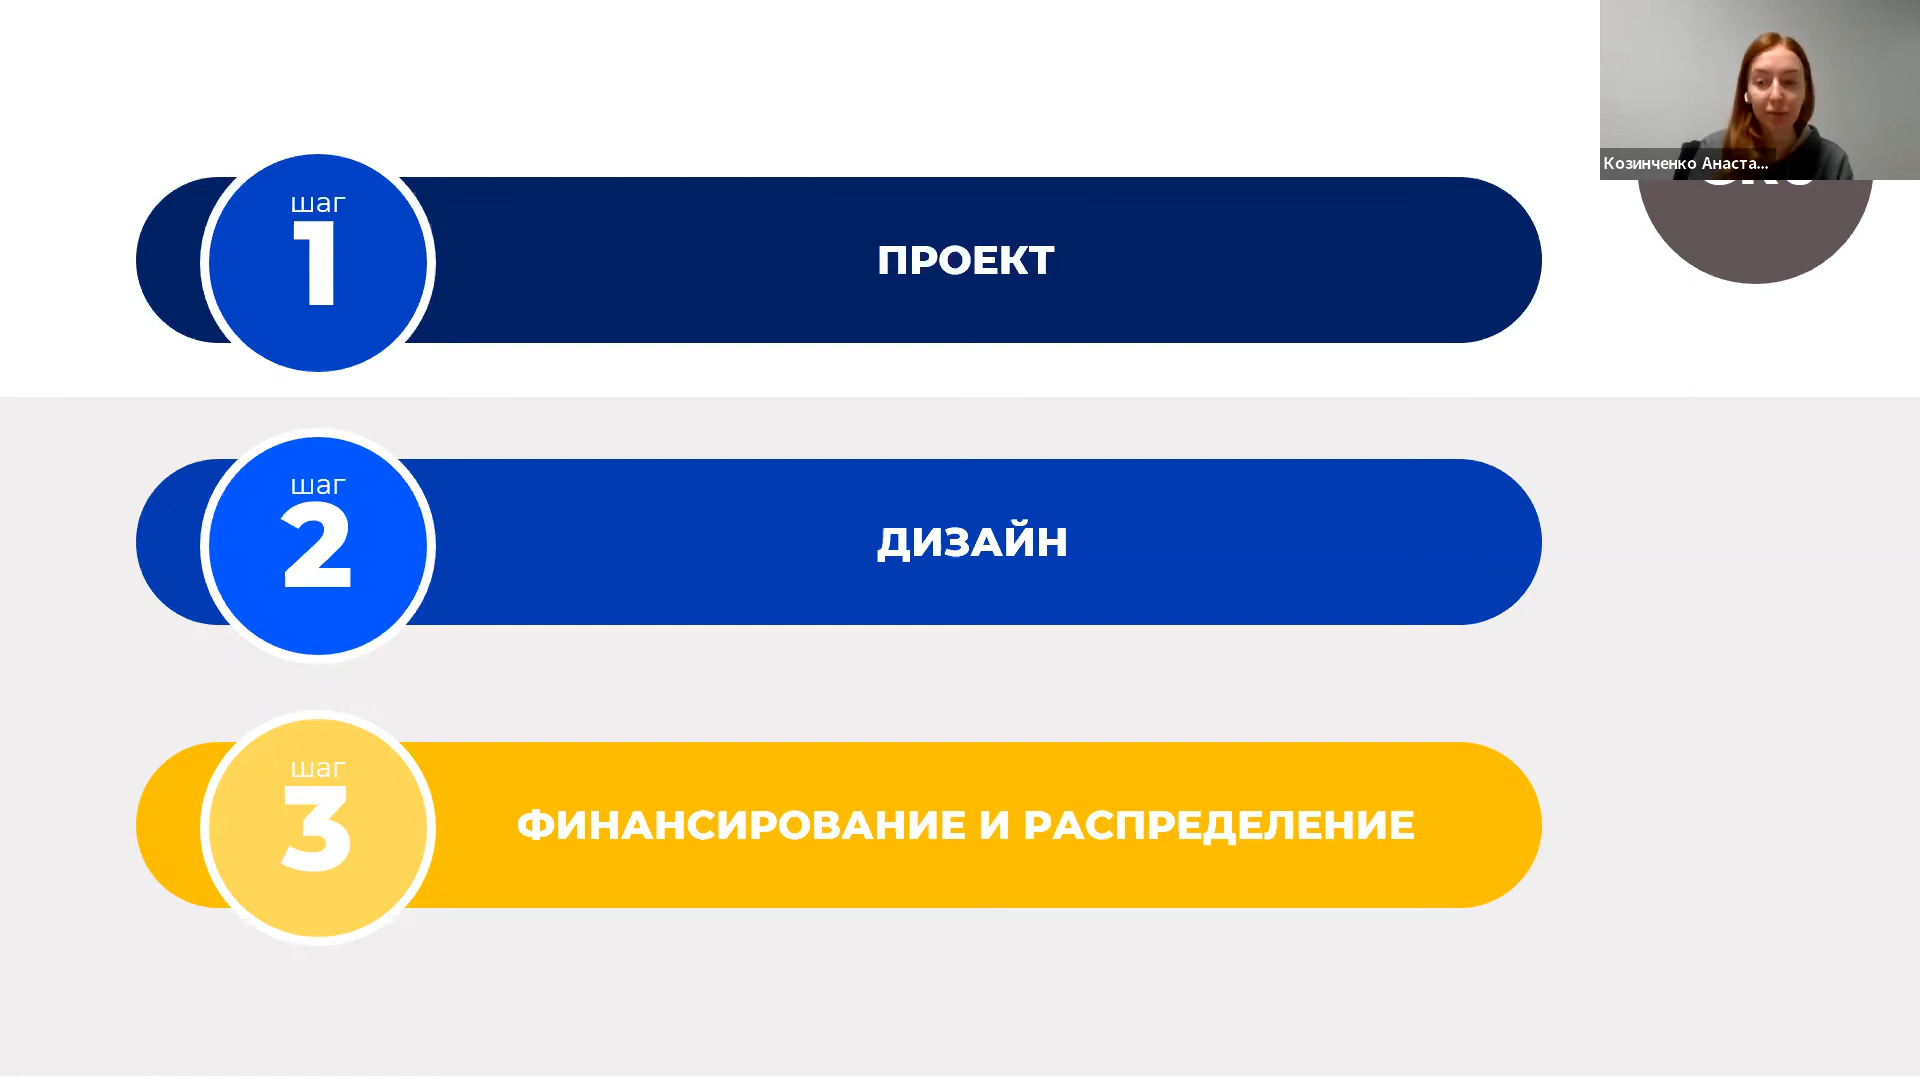 Козинченко Анаста...
шаг
1
ПРОЕКТ
шаг
2
ДИЗАЙН
шаг
3
ФИНАНСИРОВАНИЕ И РАСПРЕДЕЛЕНИЕ